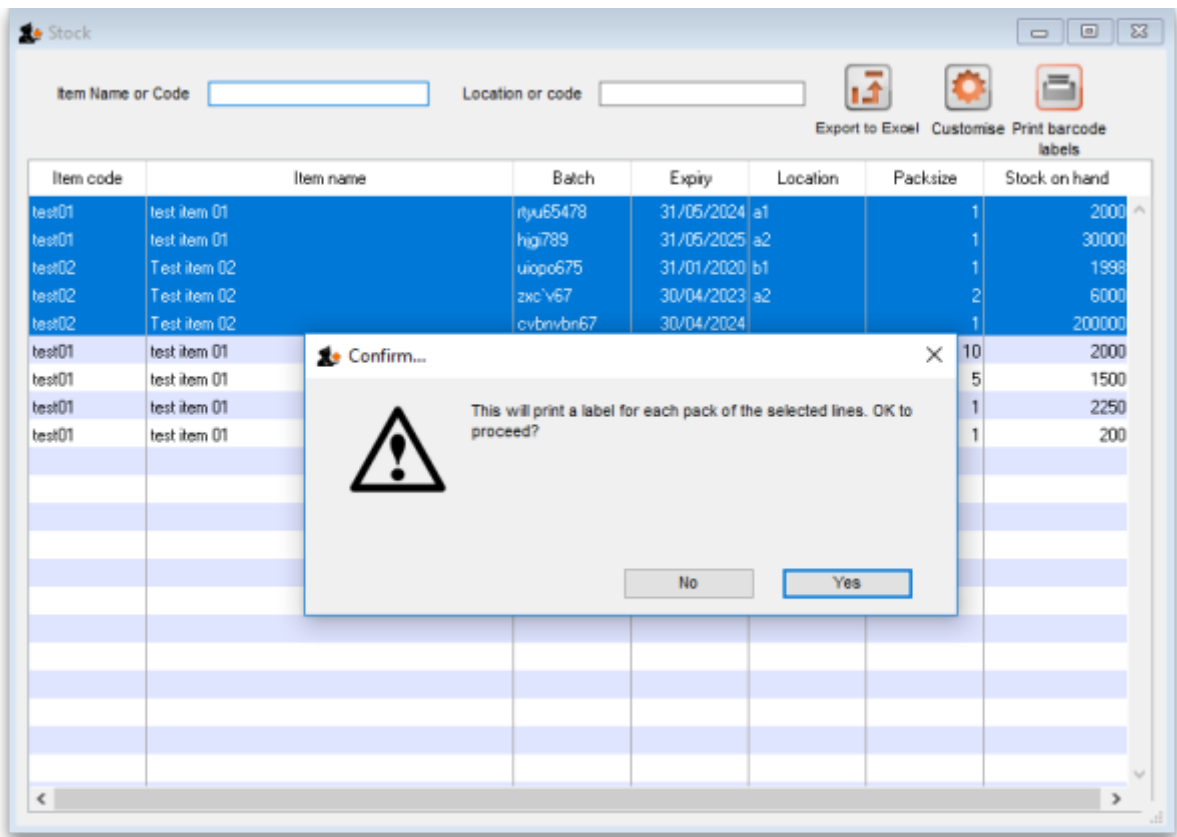 Stock
Item Name or Code Location or code
Export to Excel Customise Print barcode
labels
Item code Item name Batch Expiry Location Packsize Stock on hand
test01 test item 01 rtyu65478 31/05/2024 a1 1 2000
test01 test item 01 hjgi789 31/05/2025 a2 1 30000
test02 Test item 02 uiopo675 31/01/2020 b1 1 1998
test02 Test item 02 zxc`v67 30/04/2023 a2 2 6000
test02 Test item 02 cvbnvbn67 30/04/2024 1 200000
test01 test item 01 10 2000
test01 test item 01 5 1500
test01 test item 01 1 2250
test01 test item 01 1 200
Confirm...
This will print a label for each pack of the selected lines. OK to
proceed?
No Yes